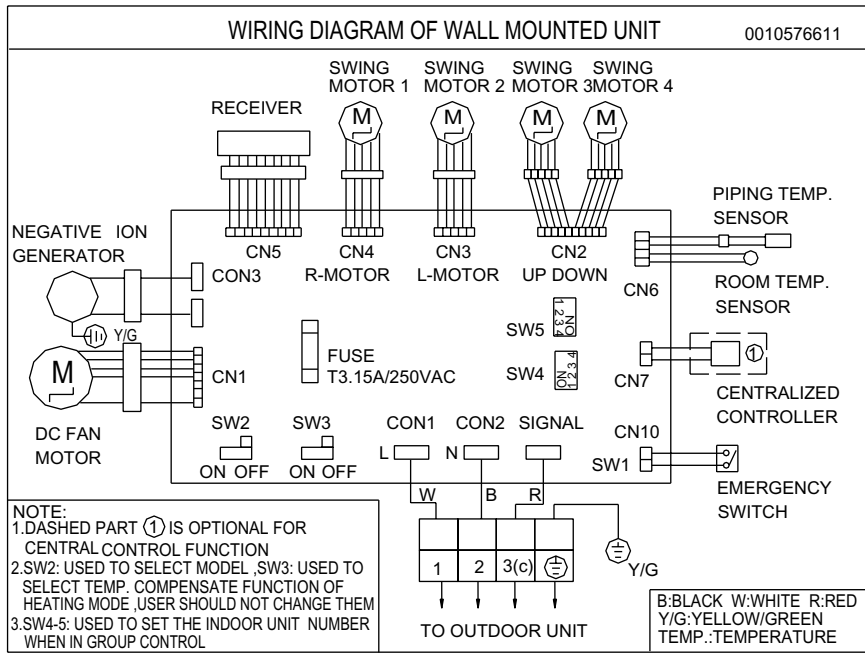 WIRING DIAGRAM OF WALL MOUNTED UNIT
0010576611
SWING MOTOR 1
SWING MOTOR 2
SWING MOTOR 3
SWING MOTOR 4
RECEIVER
M
M
M
M
PIPING TEMP.
SENSOR
NEGATIVE ION
GENERATOR
CN5
CN4
CN3
CN2
R-MOTOR
L-MOTOR
UP DOWN
CON3
CN6
ROOM TEMP.
SENSOR
Y/G
SW5
1 2 3 4
NO
FUSE
T3.15A/250VAC
M
CN1
SW4
ON
1 2 3 4
CN7
1
CENTRALIZED
CONTROLLER
DC FAN
MOTOR
SW2
SW3
CON1
CON2
SIGNAL
CN10
L
N
SW1
ON OFF
ON OFF
EMERGENCY
SWITCH
W
B
R
NOTE:
1.DASHED PART 1 IS OPTIONAL FOR
CENTRAL CONTROL FUNCTION
2.SW2: USED TO SELECT MODEL ,SW3: USED TO
SELECT TEMP. COMPENSATE FUNCTION OF
HEATING MODE ,USER SHOULD NOT CHANGE THEM
3.SW4-5: USED TO SET THE INDOOR UNIT NUMBER
WHEN IN GROUP CONTROL
1
2
3(c)
Y/G
TO OUTDOOR UNIT
B:BLACK W:WHITE R:RED
Y/G:YELLOW/GREEN
TEMP.:TEMPERATURE